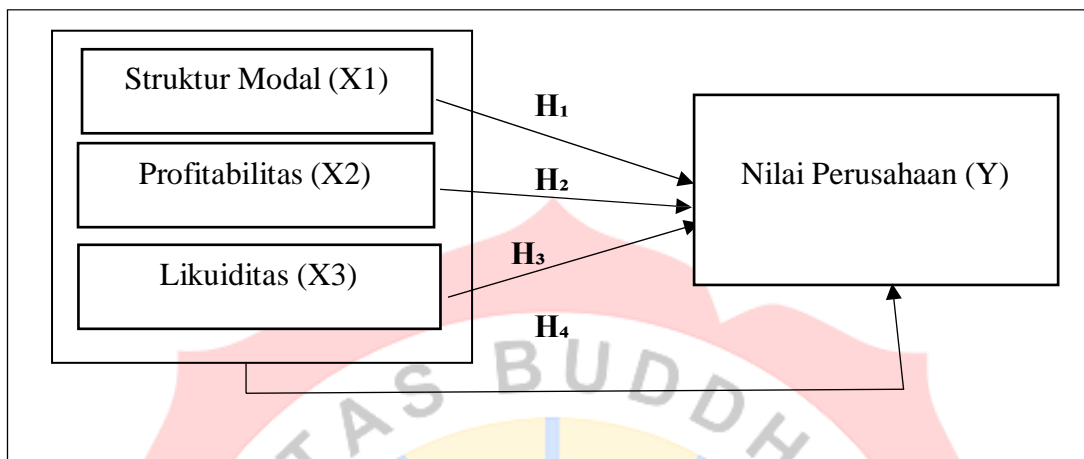 Struktur Modal (X1)
H₁
Profitabilitas (X2)
H₂
Nilai Perusahaan (Y)
Likuiditas (X3)
H₃
H₄
TAS BUDDH